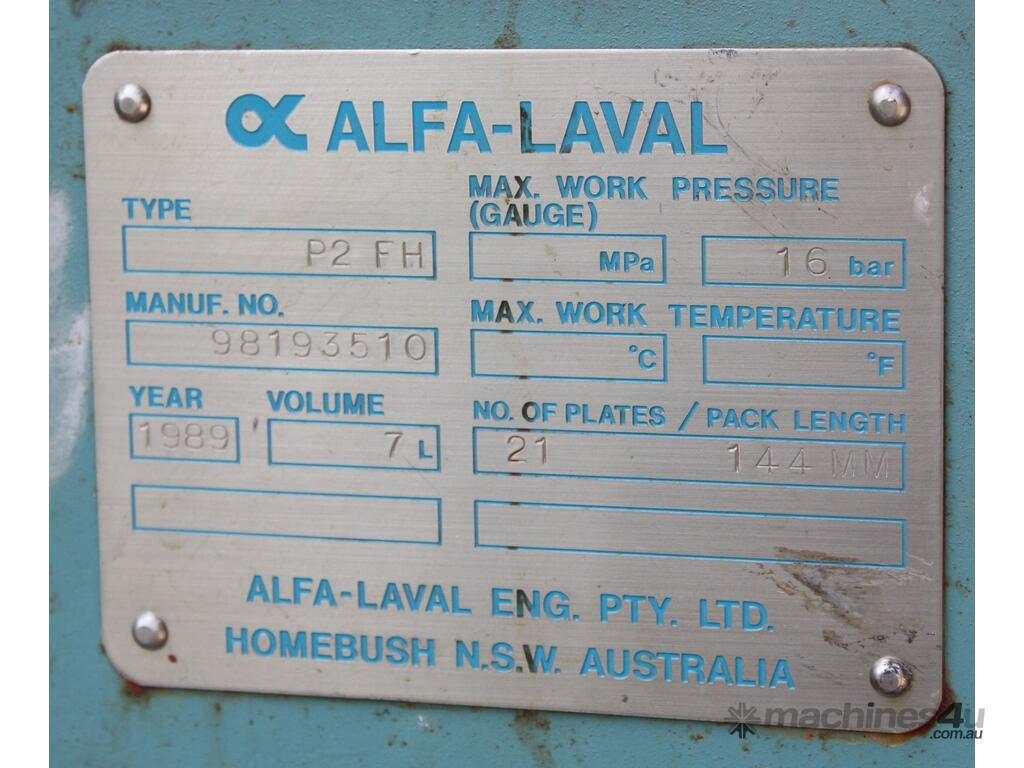 ALFA-LAVAL
TYPE
P2 FH
MAX. WORK PRESSURE
(GAUGE)
MPa
16 bar
MANUF. NO.
98193510
MAX. WORK TEMPERATURE
°C
°F
YEAR
1989
VOLUME
7 L
NO. OF PLATES / PACK LENGTH
21 144 MM
ALFA-LAVAL ENG. PTY. LTD.
HOMEBUSH N.S.W. AUSTRALIA
machines4u
.com.au